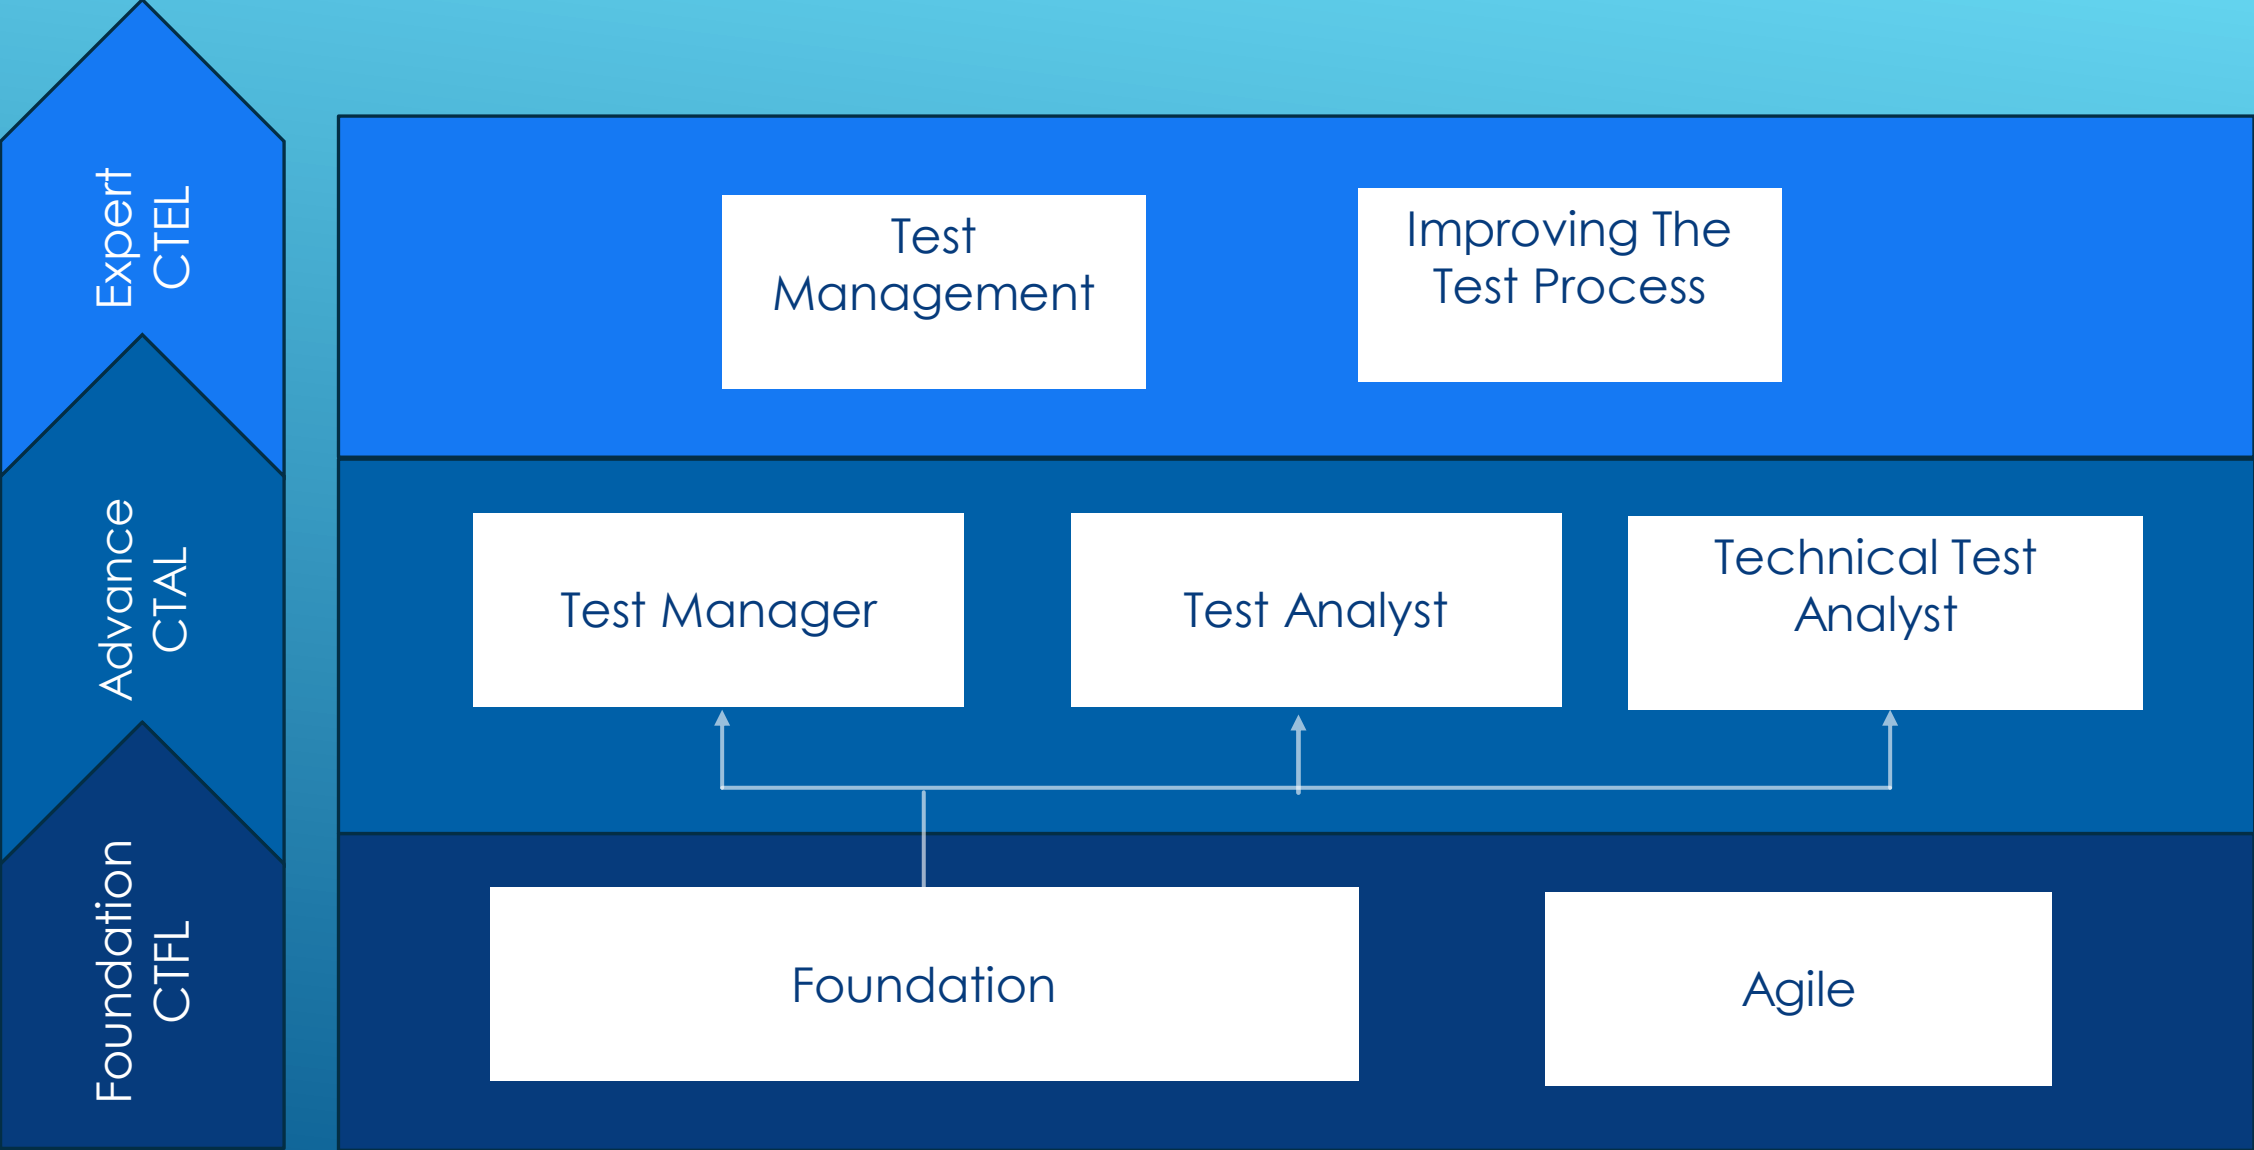 Expert
CTEL
Test
Management
Improving The
Test Process
Advance
CTAL
Test Manager
Test Analyst
Technical Test
Analyst
Foundation
CTFL
Foundation
Agile